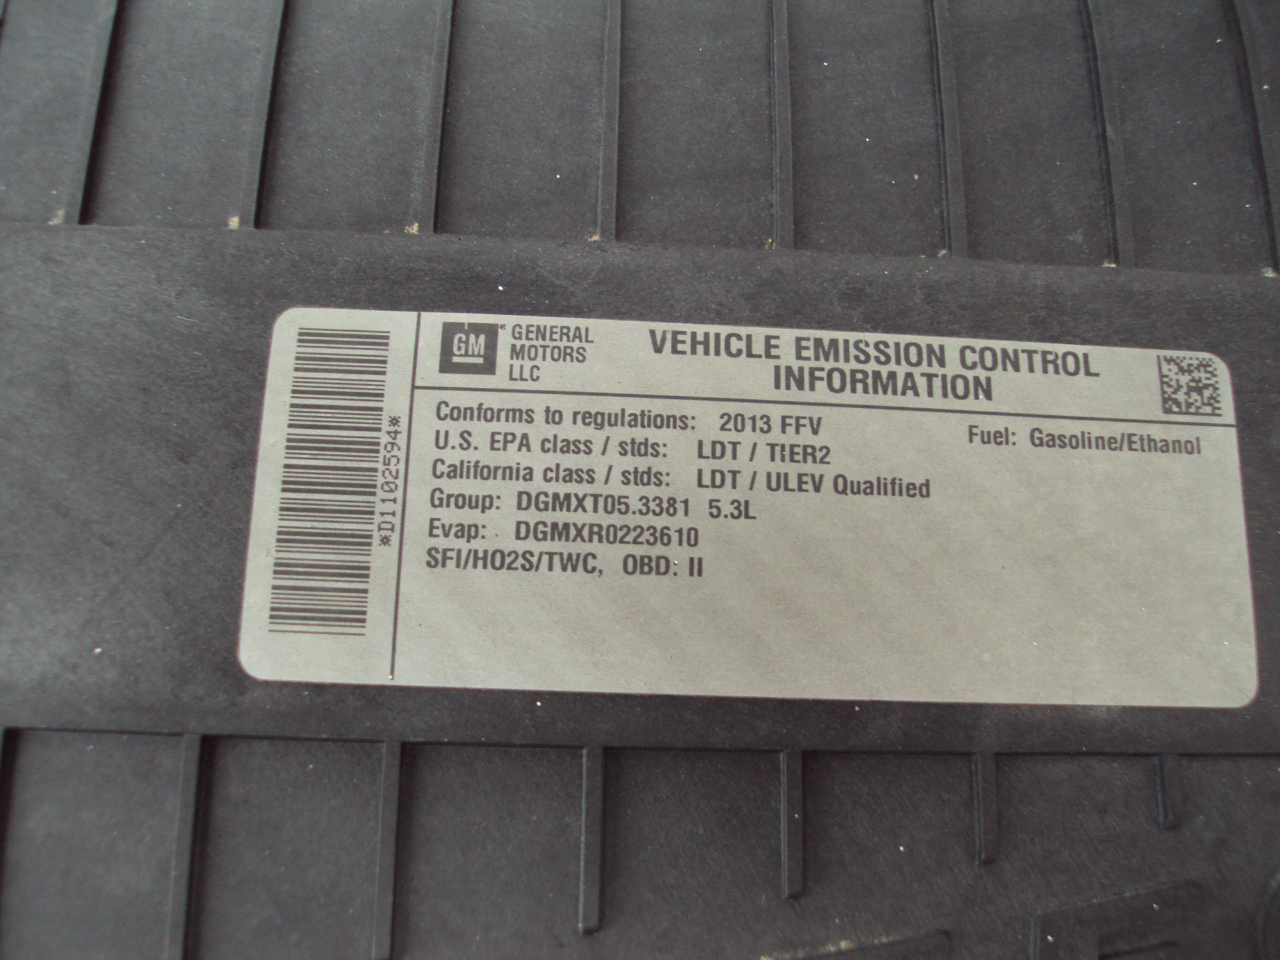 GM GENERAL
MOTORS
LLC
VEHICLE EMISSION CONTROL
INFORMATION
Conforms to regulations: 2013 FFV
Fuel: Gasoline/Ethanol
U.S. EPA class / stds: LDT / TIER2
California class / stds: LDT / ULEV Qualified
Group: DGMXT05.3381 5.3L
Evap: DGMXR0223610
SFI/HO2S/TWC, OBD: II
*D1102594*